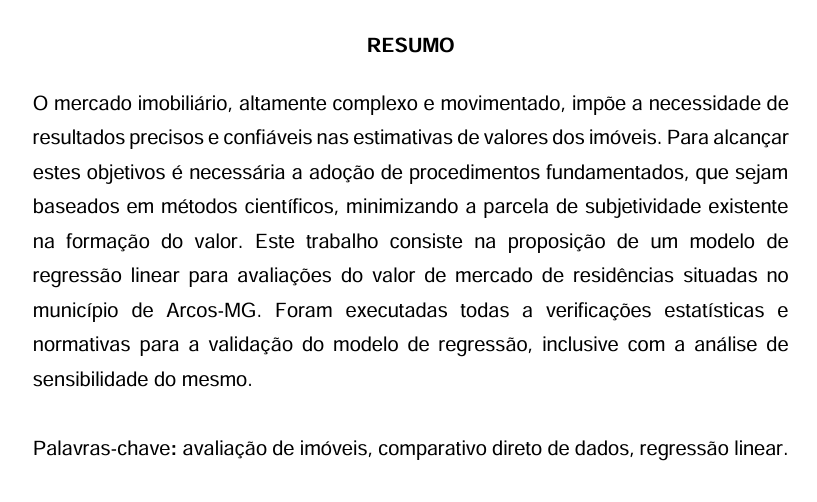 RESUMO
O mercado imobiliário, altamente complexo e movimentado, impõe a necessidade de
resultados precisos e confiáveis nas estimativas de valores dos imóveis. Para alcançar
estes objetivos é necessária a adoção de procedimentos fundamentados, que sejam
baseados em métodos científicos, minimizando a parcela de subjetividade existente
na formação do valor. Este trabalho consiste na proposição de um modelo de
regressão linear para avaliações do valor de mercado de residências situadas no
município de Arcos-MG. Foram executadas todas a verificações estatísticas e
normativas para a validação do modelo de regressão, inclusive com a análise de
sensibilidade do mesmo.
Palavras-chave: avaliação de imóveis, comparativo direto de dados, regressão linear.